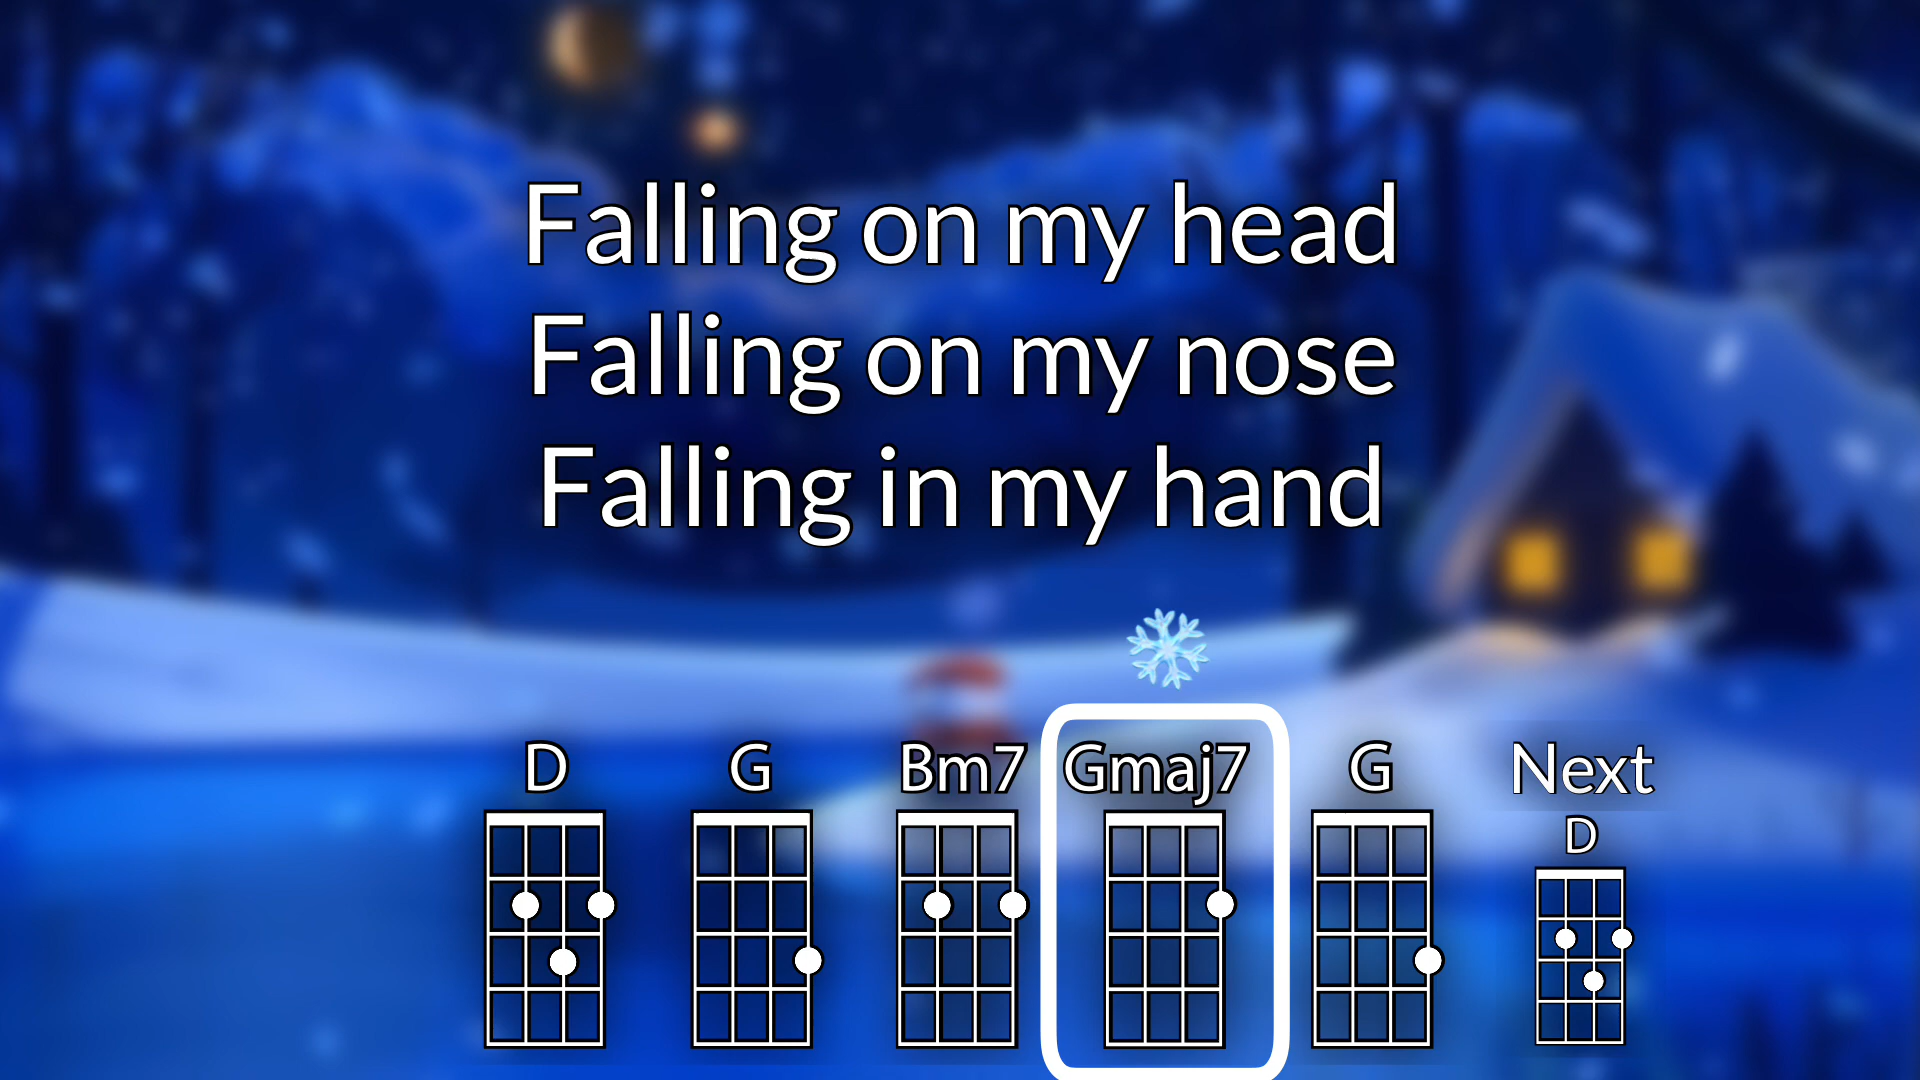 Falling on my head
Falling on my nose
Falling in my hand
D G Bm7 Gmaj7 G Next
D